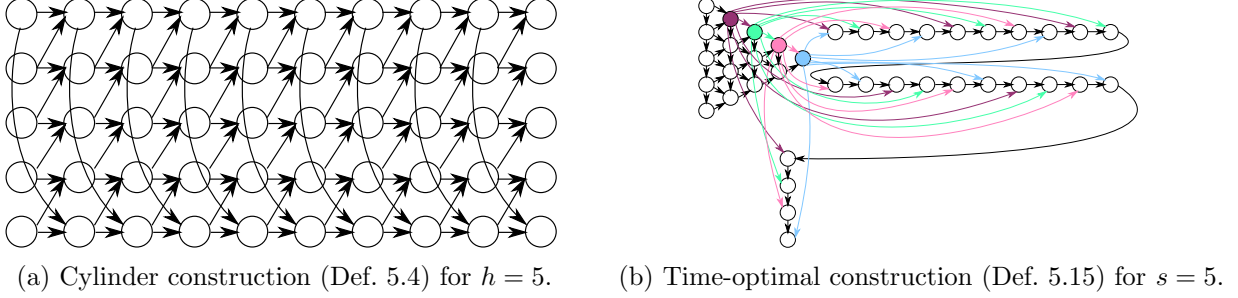 (a) Cylinder construction (Def. 5.4) for h = 5.
(b) Time-optimal construction (Def. 5.15) for s = 5.